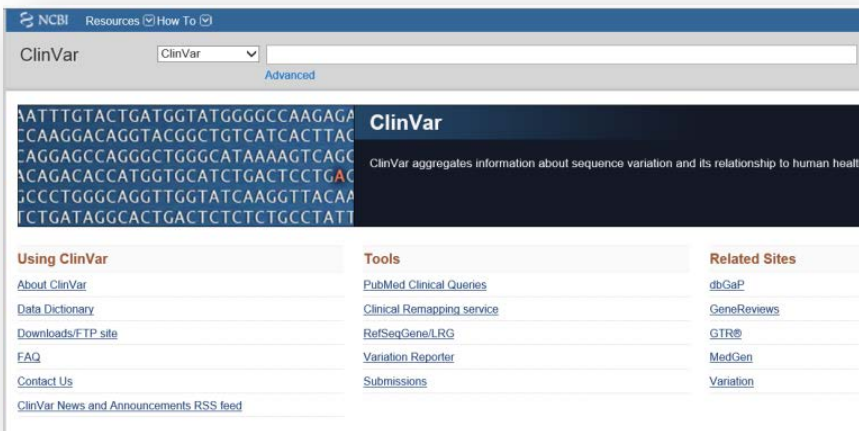 NCBI Resources How To
ClinVar ClinVar
Advanced
AATTTGTACTGATGGTATGGGGCCAAGAGA
CCAAGGACAGGTACGGCTGTCATCACTTAC
CAGGAGCCAGGGCTGGGCATAAAAGTCAGC
ACAGACACCATGGTGCATCTGACTCCTGAC
GCCCTGGGCAGGTTGGTATCAAGGTTACAA
TCTGATAGGCACTGACTCTCTCTGCCTATT
ClinVar
ClinVar aggregates information about sequence variation and its relationship to human healt
Using ClinVar
About ClinVar
Data Dictionary
Downloads/FTP site
FAQ
Contact Us
ClinVar News and Announcements RSS feed
Tools
PubMed Clinical Queries
Clinical Remapping service
RefSeqGene/LRG
Variation Reporter
Submissions
Related Sites
dbGaP
GeneReviews
GTR®
MedGen
Variation